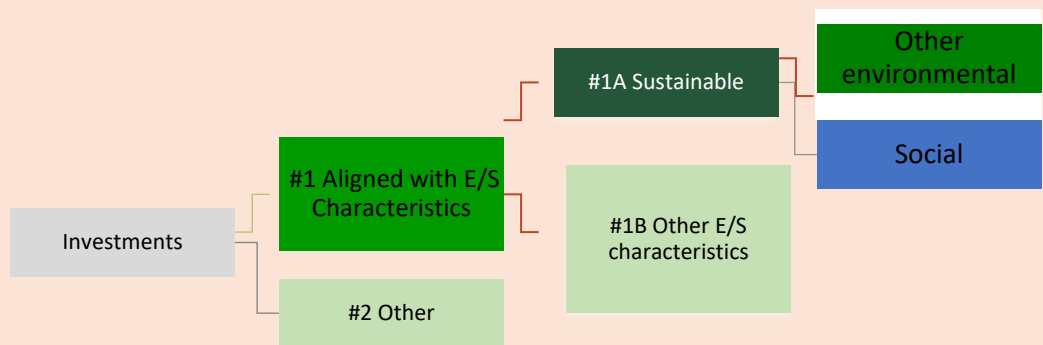 Investments
#1 Aligned with E/S
Characteristics
#2 Other
#1A Sustainable
#1B Other E/S
characteristics
Other
environmental
Social